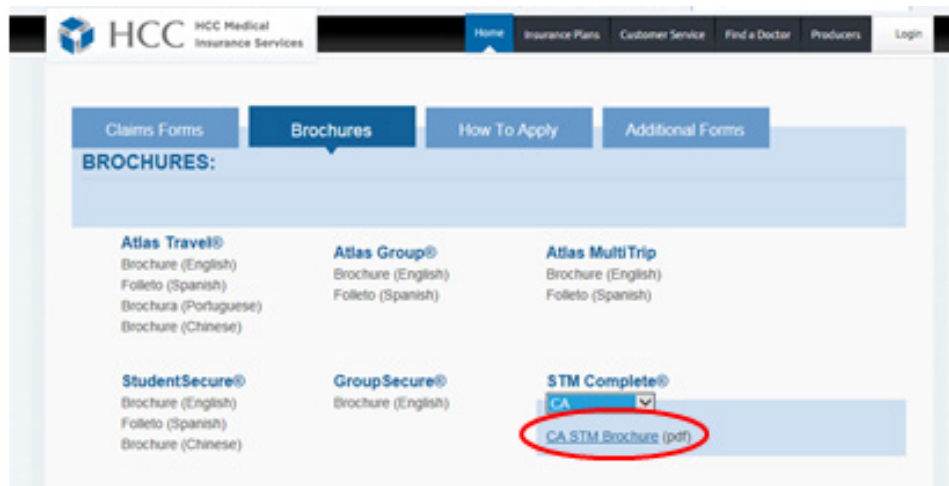 HCC HCC Medical
Insurance Services
Home Insurance Plans Customer Service Find a Doctor Producers Login
Claims Forms Brochures How To Apply Additional Forms
BROCHURES:
Atlas Travel®
Brochure (English)
Folleto (Spanish)
Brochura (Portuguese)
Brochure (Chinese)
Atlas Group®
Brochure (English)
Folleto (Spanish)
Atlas MultiTrip
Brochure (English)
Folleto (Spanish)
StudentSecure®
Brochure (English)
Folleto (Spanish)
Brochure (Chinese)
GroupSecure®
Brochure (English)
STM Complete®
CA
CA STM Brochure (pdf)